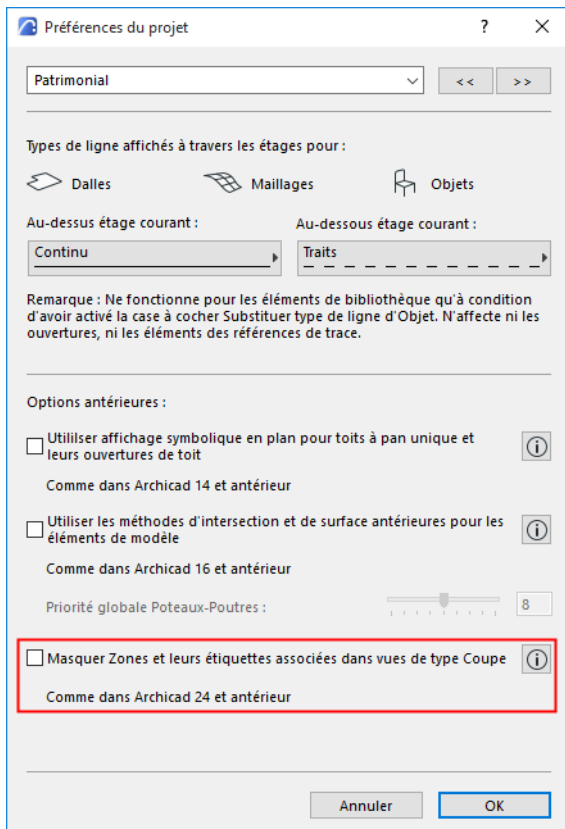 Préférences du projet
?
Patrimonial
<<
>>
Types de ligne affichés à travers les étages pour :
Dalles
Maillages
Objets
Au-dessus étage courant :
Au-dessous étage courant :
Continu
Traits
Remarque : Ne fonctionne pour les éléments de bibliothèque qu'à condition
d'avoir activé la case à cocher Substituer type de ligne d'Objet. N'affecte ni les
ouvertures, ni les éléments des références de trace.
Options antérieures :
Utililser affichage symbolique en plan pour toits à pan unique et
leurs ouvertures de toit
Comme dans Archicad 14 et antérieur
Utiliser les méthodes d'intersection et de surface antérieures pour les
éléments de modèle
Comme dans Archicad 16 et antérieur
Priorité globale Poteaux-Poutres :
8
Masquer Zones et leurs étiquettes associées dans vues de type Coupe
Comme dans Archicad 24 et antérieur
Annuler
OK